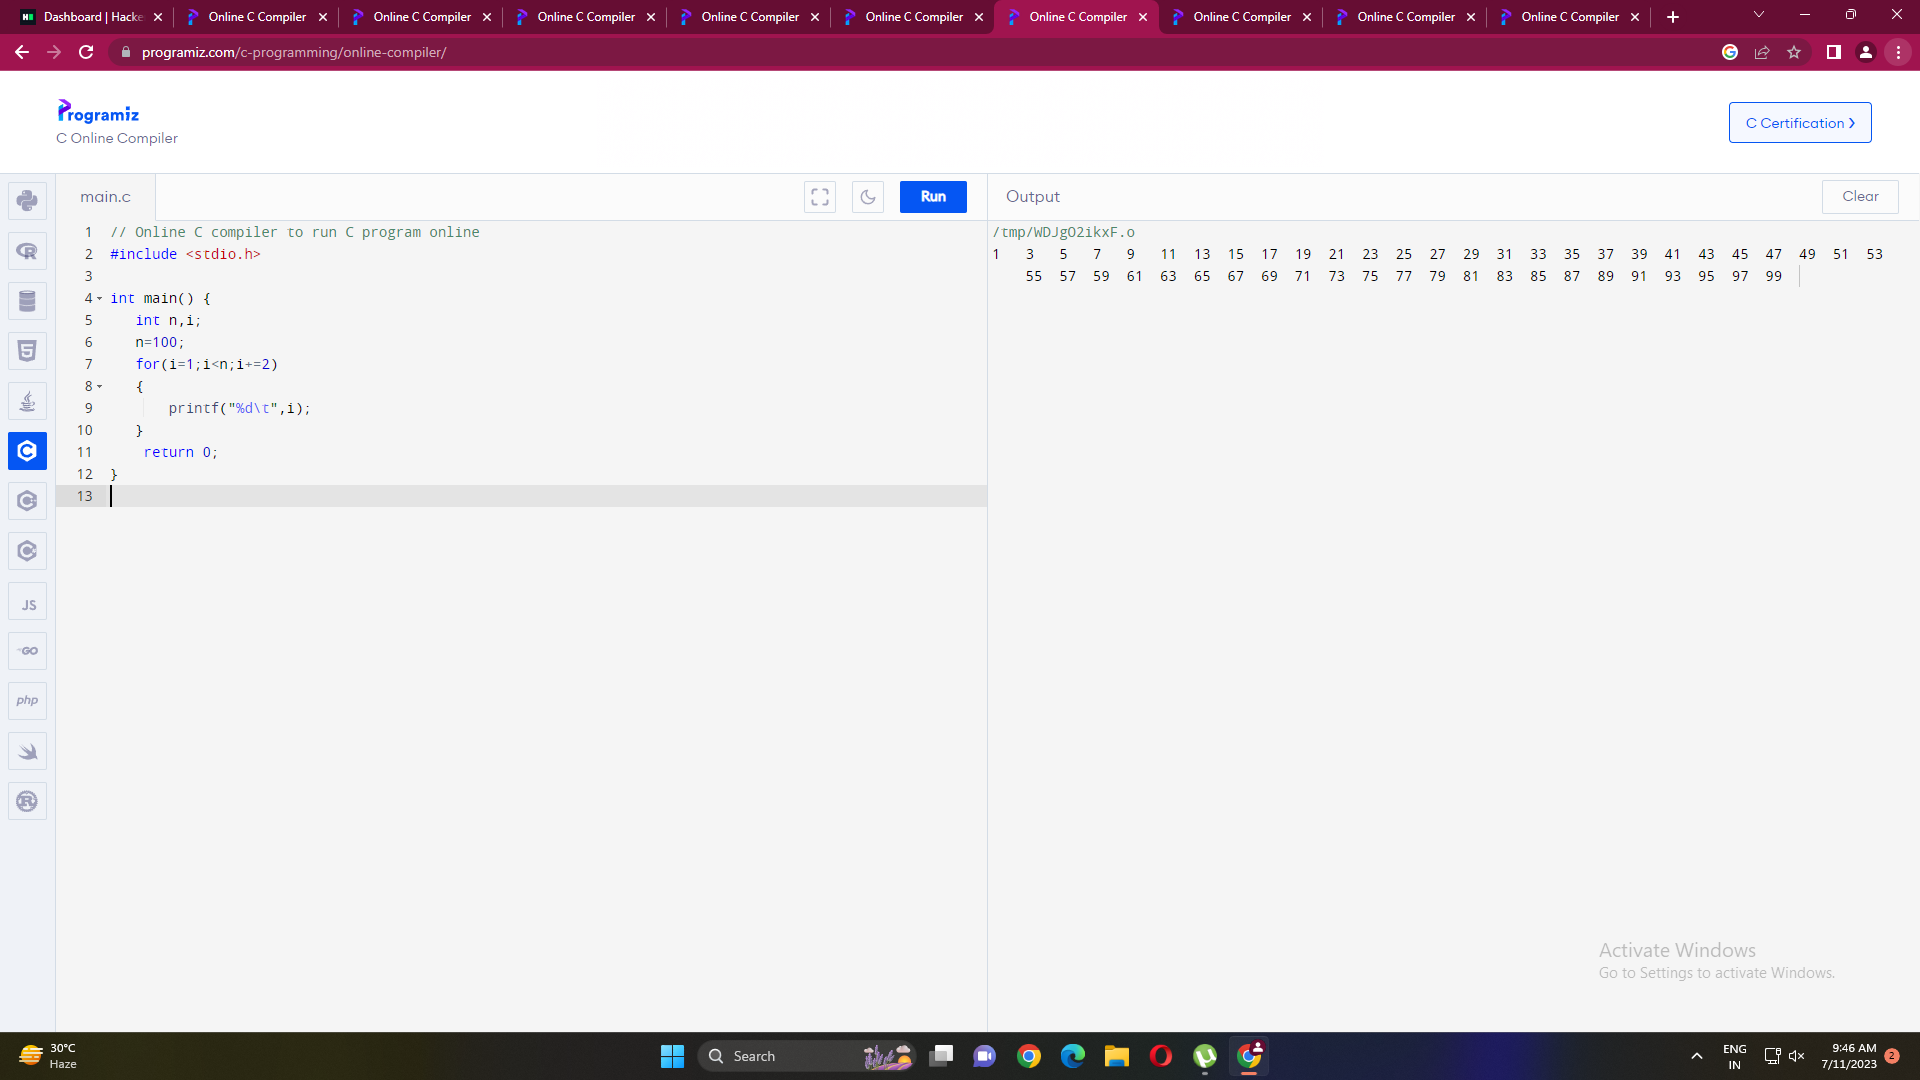 Dashboard | Hacke
Online C Compiler
Online C Compiler
Online C Compiler
Online C Compiler
Online C Compiler
Online C Compiler
Online C Compiler
Online C Compiler
Online C Compiler
programiz.com/c-programming/online-compiler/
Programiz
C Online Compiler
C Certification
main.c
Run
Output
Clear
1 // Online C compiler to run C program online
2 #include <stdio.h>
3
4 int main() {
5 int n,i;
6 n=100;
7 for(i=1;i<n;i+=2)
8 {
9 printf("%d\t",i);
10 }
11 return 0;
12 }
13
/tmp/WDJgO2ikxF.o
1 3 5 7 9 11 13 15 17 19 21 23 25 27 29 31 33 35 37 39 41 43 45 47 49 51 53
55 57 59 61 63 65 67 69 71 73 75 77 79 81 83 85 87 89 91 93 95 97 99
JS
GO
php
Activate Windows
Go to Settings to activate Windows.
30°C
Haze
Search
ENG
IN
9:46 AM
7/11/2023
2